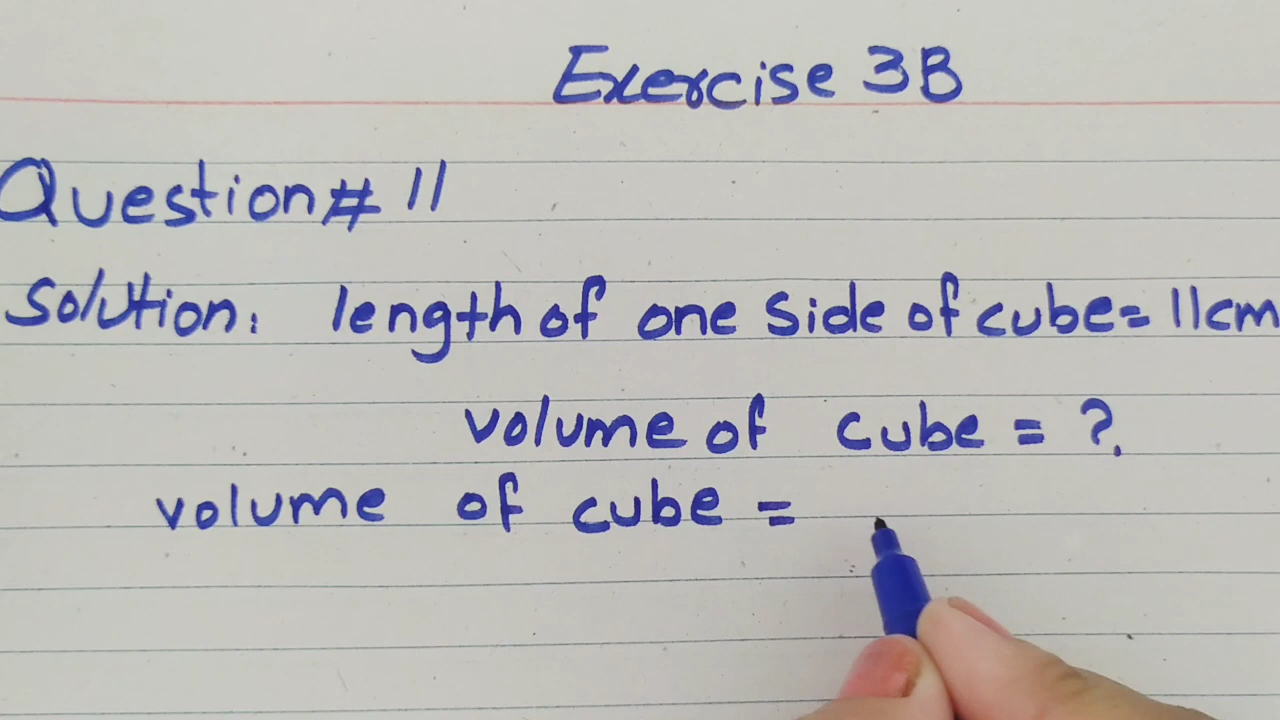 Exercise 3B
Question# 11
Solution: length of one side of cube= 11cm
volume of cube = ?.
volume of cube =